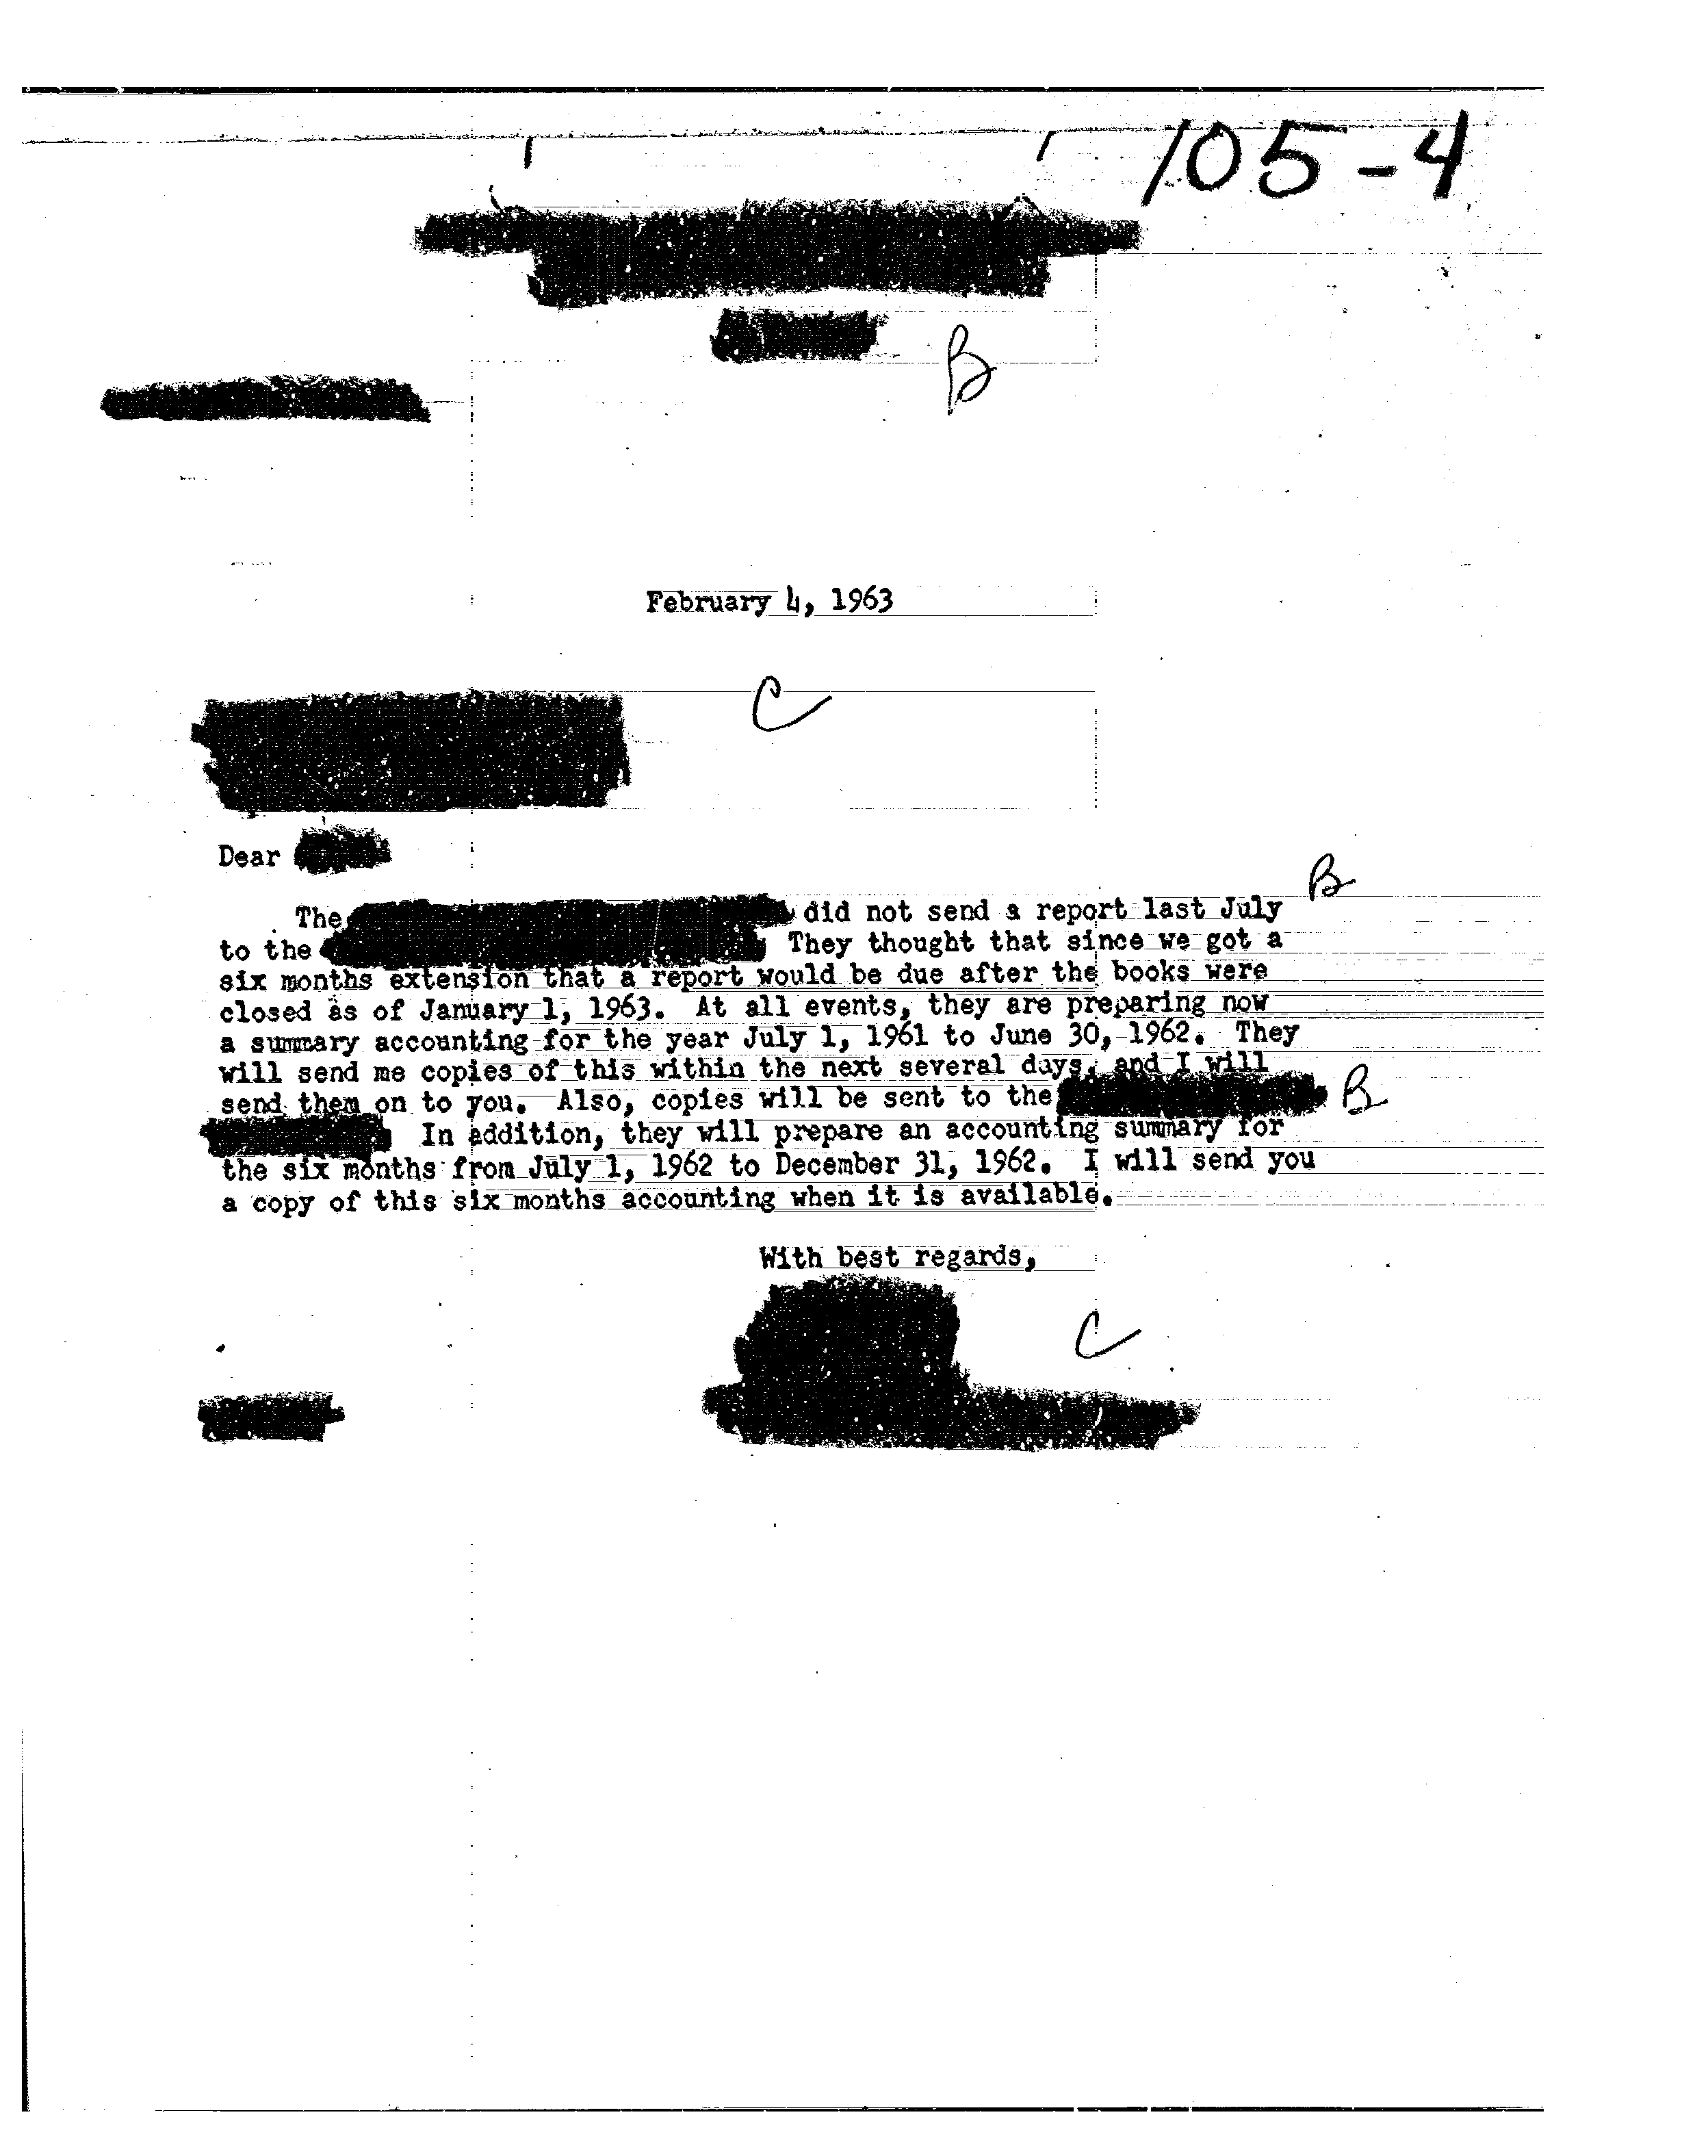 105-4
B
February 4, 1963
C
Dear
B
The did not send a report last July
to the They thought that since we got a
six months extension that a report would be due after the books were
closed as of January 1, 1963. At all events, they are preparing now
a summary accounting for the year July 1, 1961 to June 30, 1962. They
will send me copies of this within the next several days, and I will
send them on to you. Also, copies will be sent to the B
In addition, they will prepare an accounting summary for
the six months from July 1, 1962 to December 31, 1962. I will send you
a copy of this six months accounting when it is available.
With best regards,
C